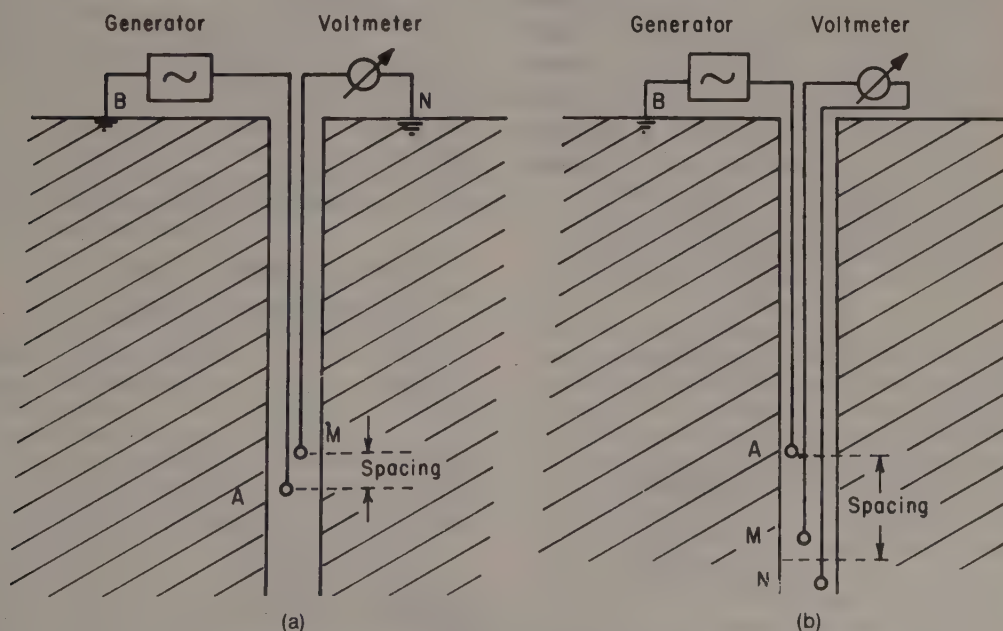 Generator Voltmeter
B N
M
Spacing
A
(a)
Generator Voltmeter
B
A
Spacing
M
N
(b)